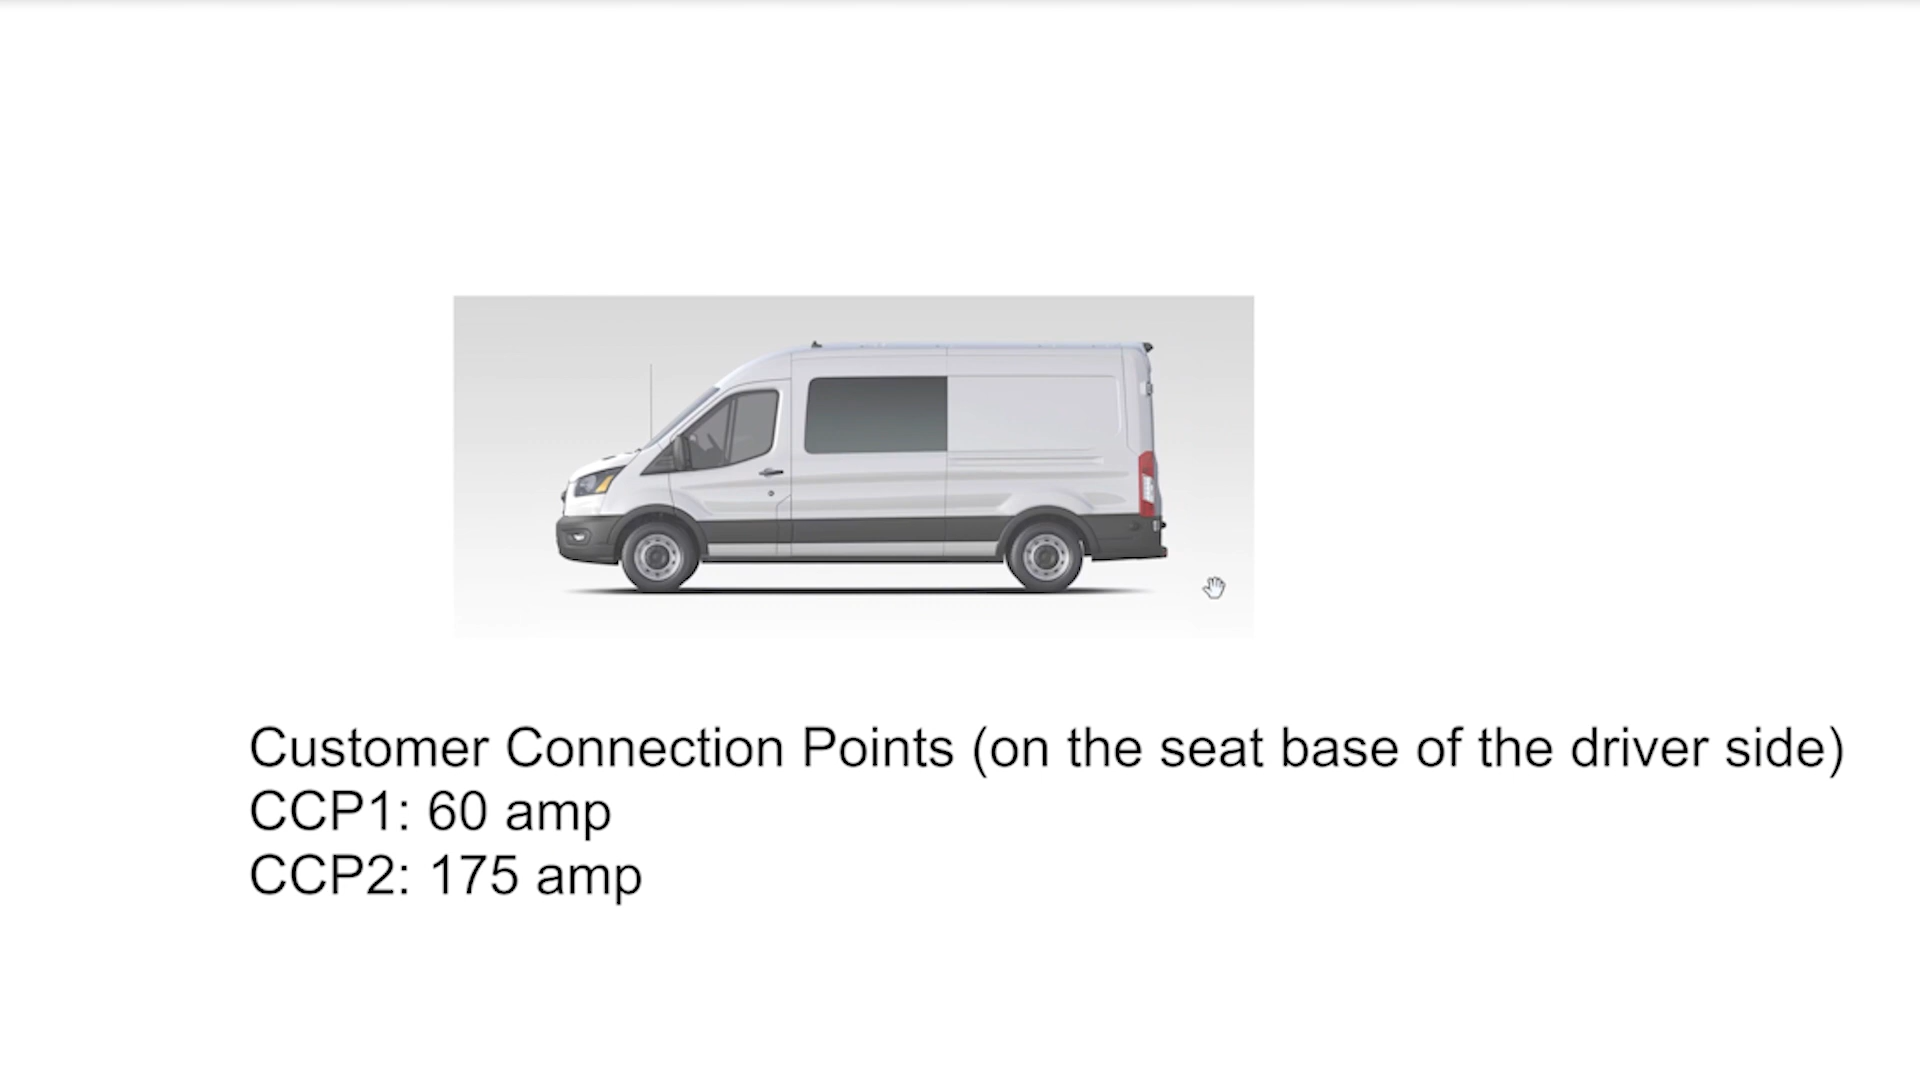 Customer Connection Points (on the seat base of the driver side)
CCP1: 60 amp
CCP2: 175 amp